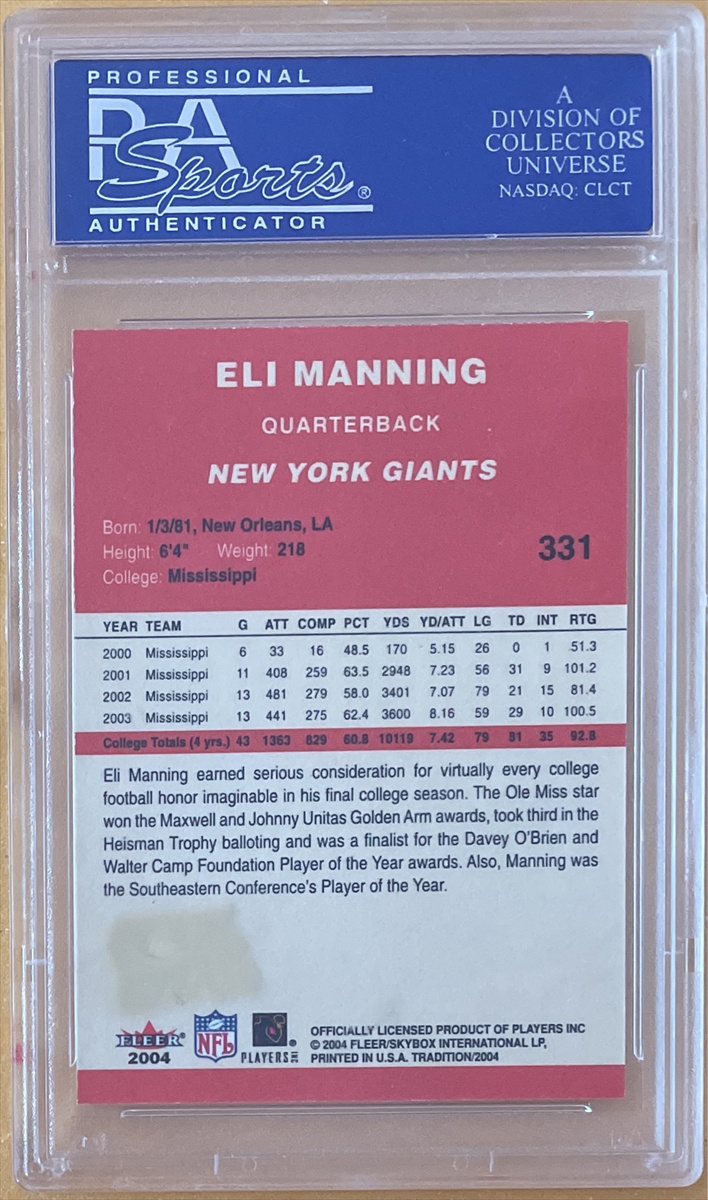 PROFESSIONAL
PSA
Sports®
AUTHENTICATOR
A
DIVISION OF
COLLECTORS
UNIVERSE
NASDAQ: CLCT
ELI MANNING
QUARTERBACK
NEW YORK GIANTS
Born: 1/3/81, New Orleans, LA
Height: 6'4" Weight: 218
College: Mississippi
331
YEAR TEAM G ATT COMP PCT YDS YD/ATT LG TD INT RTG
2000 Mississippi 6 33 16 48.5 170 5.15 26 0 1 51.3
2001 Mississippi 11 408 259 63.5 2948 7.23 56 31 9 101.2
2002 Mississippi 13 481 279 58.0 3401 7.07 79 21 15 81.4
2003 Mississippi 13 441 275 62.4 3600 8.16 59 29 10 100.5
College Totals (4 yrs.) 43 1363 829 60.8 10119 7.42 79 81 35 92.8
Eli Manning earned serious consideration for virtually every college
football honor imaginable in his final college season. The Ole Miss star
won the Maxwell and Johnny Unitas Golden Arm awards, took third in the
Heisman Trophy balloting and was a finalist for the Davey O'Brien and
Walter Camp Foundation Player of the Year awards. Also, Manning was
the Southeastern Conference's Player of the Year.
FLEER®
2004
NFL
PLAYERS INC
OFFICIALLY LICENSED PRODUCT OF PLAYERS INC
© 2004 FLEER/SKYBOX INTERNATIONAL LP,
PRINTED IN U.S.A. TRADITION/2004